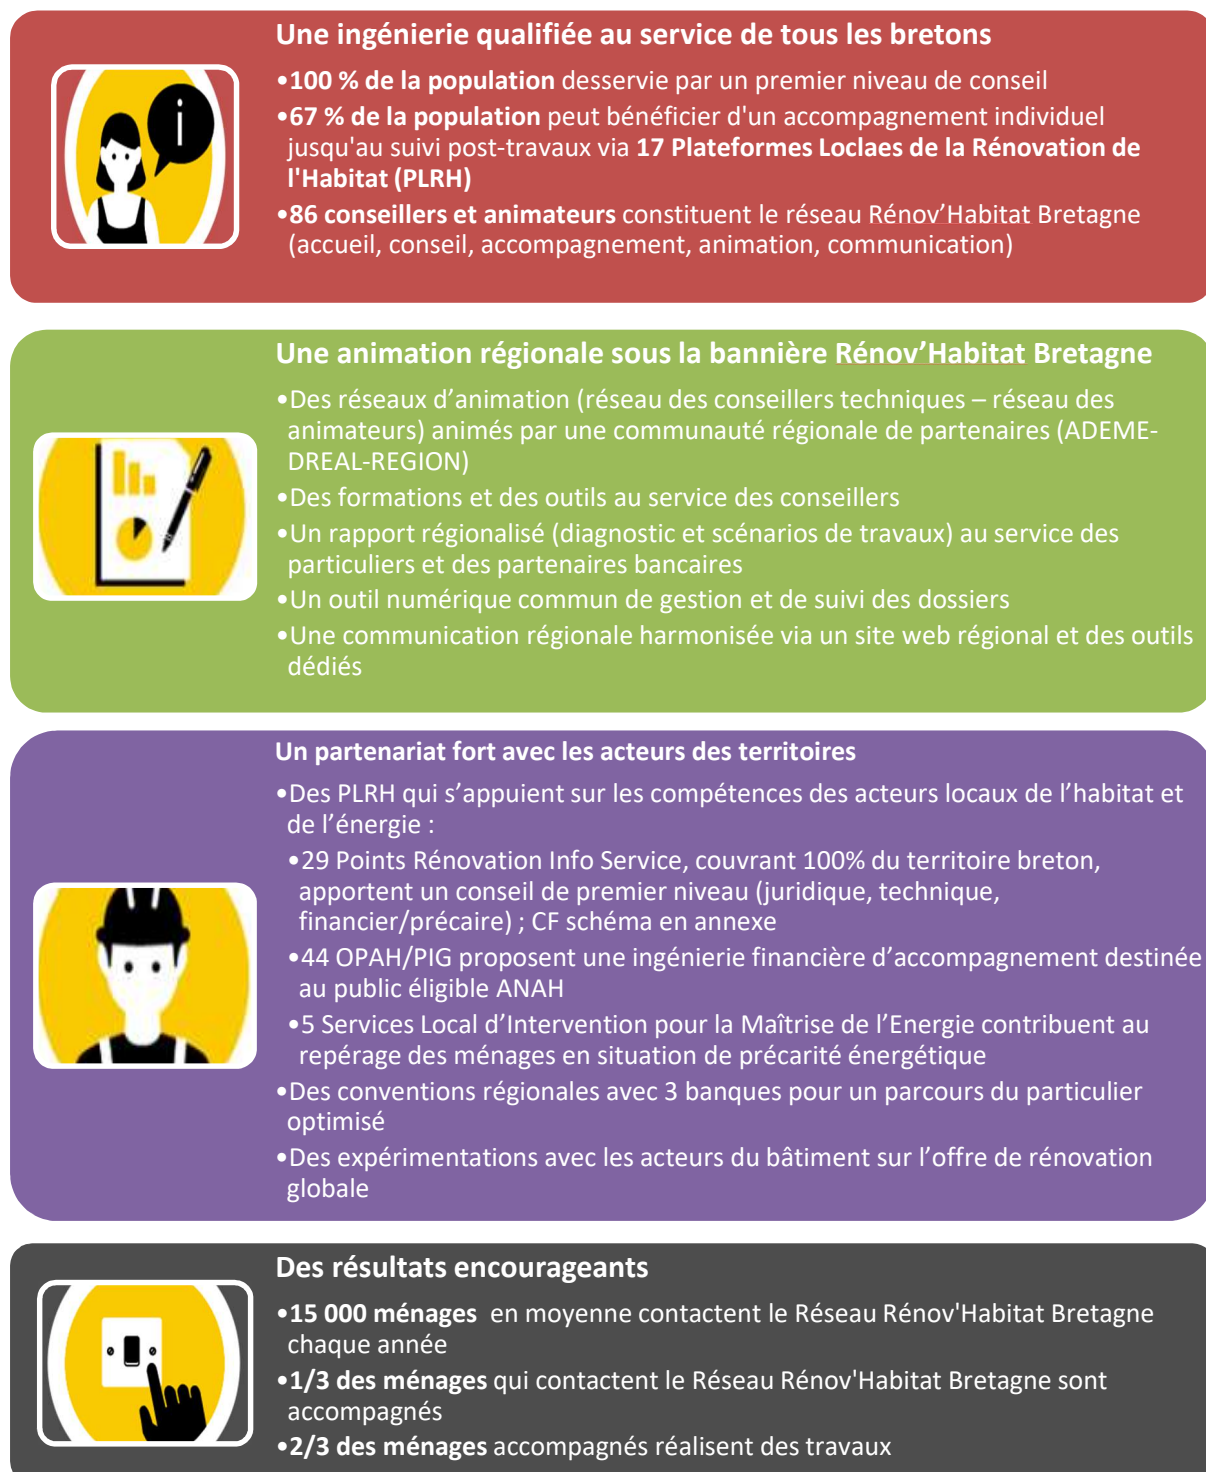 Une ingénierie qualifiée au service de tous les bretons
•100 % de la population desservie par un premier niveau de conseil
•67 % de la population peut bénéficier d'un accompagnement individuel
jusqu'au suivi post-travaux via 17 Plateformes Loclaes de la Rénovation de
l'Habitat (PLRH)
•86 conseillers et animateurs constituent le réseau Rénov’Habitat Bretagne
(accueil, conseil, accompagnement, animation, communication)
i
Une animation régionale sous la bannière Rénov’Habitat Bretagne
•Des réseaux d’animation (réseau des conseillers techniques – réseau des
animateurs) animés par une communauté régionale de partenaires (ADEME-
DREAL-REGION)
•Des formations et des outils au service des conseillers
•Un rapport régionalisé (diagnostic et scénarios de travaux) au service des
particuliers et des partenaires bancaires
•Un outil numérique commun de gestion et de suivi des dossiers
•Une communication régionale harmonisée via un site web régional et des outils
dédiés
Un partenariat fort avec les acteurs des territoires
•Des PLRH qui s’appuient sur les compétences des acteurs locaux de l’habitat et
de l’énergie :
•29 Points Rénovation Info Service, couvrant 100% du territoire breton,
apportent un conseil de premier niveau (juridique, technique,
financier/précaire) ; CF schéma en annexe
•44 OPAH/PIG proposent une ingénierie financière d’accompagnement destinée
au public éligible ANAH
•5 Services Local d’Intervention pour la Maîtrise de l’Energie contribuent au
repérage des ménages en situation de précarité énergétique
•Des conventions régionales avec 3 banques pour un parcours du particulier
optimisé
•Des expérimentations avec les acteurs du bâtiment sur l’offre de rénovation
globale
Des résultats encourageants
•15 000 ménages  en moyenne contactent le Réseau Rénov'Habitat Bretagne
chaque année
•1/3 des ménages qui contactent le Réseau Rénov'Habitat Bretagne sont
accompagnés
•2/3 des ménages accompagnés réalisent des travaux